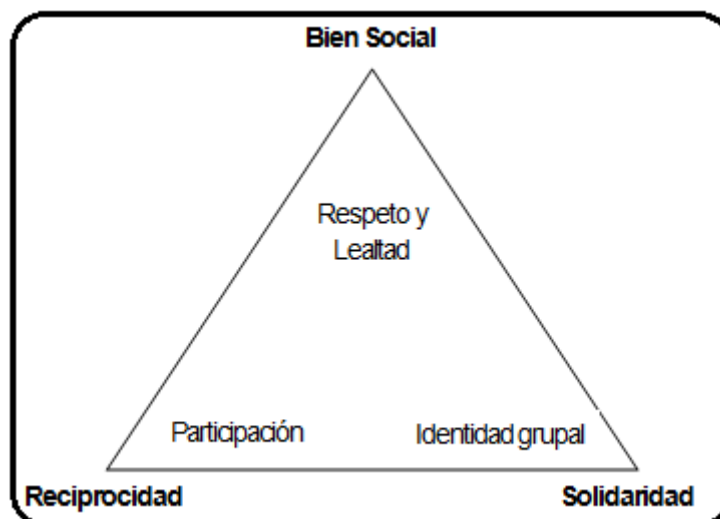 Bien Social
Respeto y
Lealtad
Participación
Identidad grupal
Reciprocidad
Solidaridad